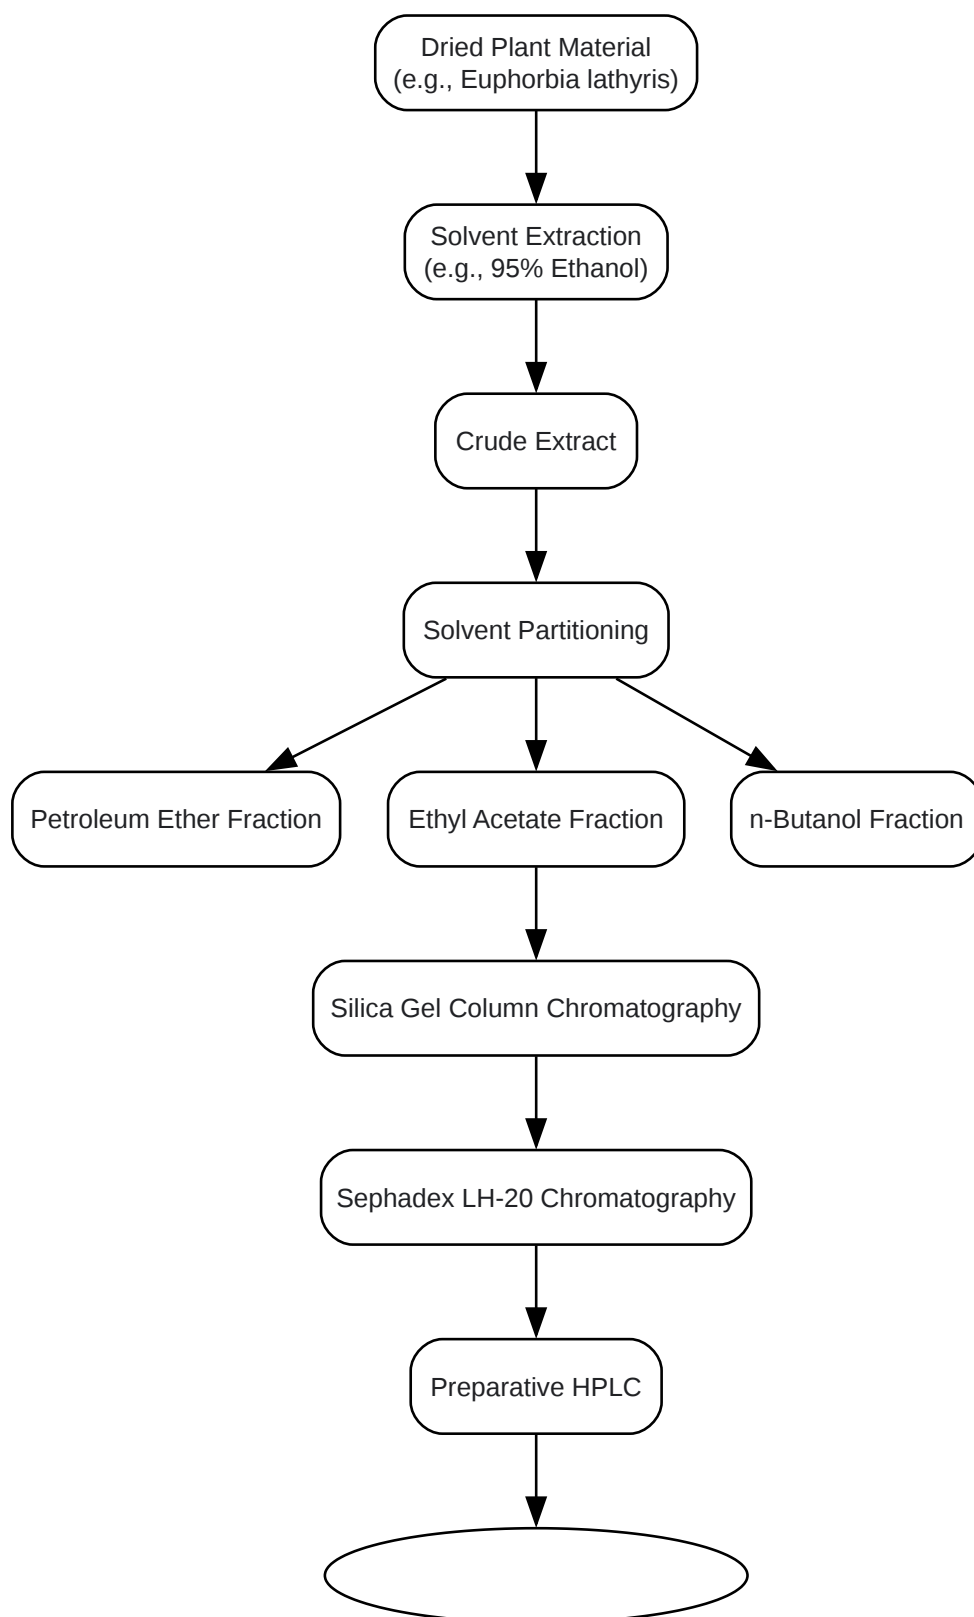 Dried Plant Material
(e.g., Euphorbia lathyris)
Solvent Extraction
(e.g., 95% Ethanol)
Crude Extract
Solvent Partitioning
Petroleum Ether Fraction
Ethyl Acetate Fraction
n-Butanol Fraction
Silica Gel Column Chromatography
Sephadex LH-20 Chromatography
Preparative HPLC